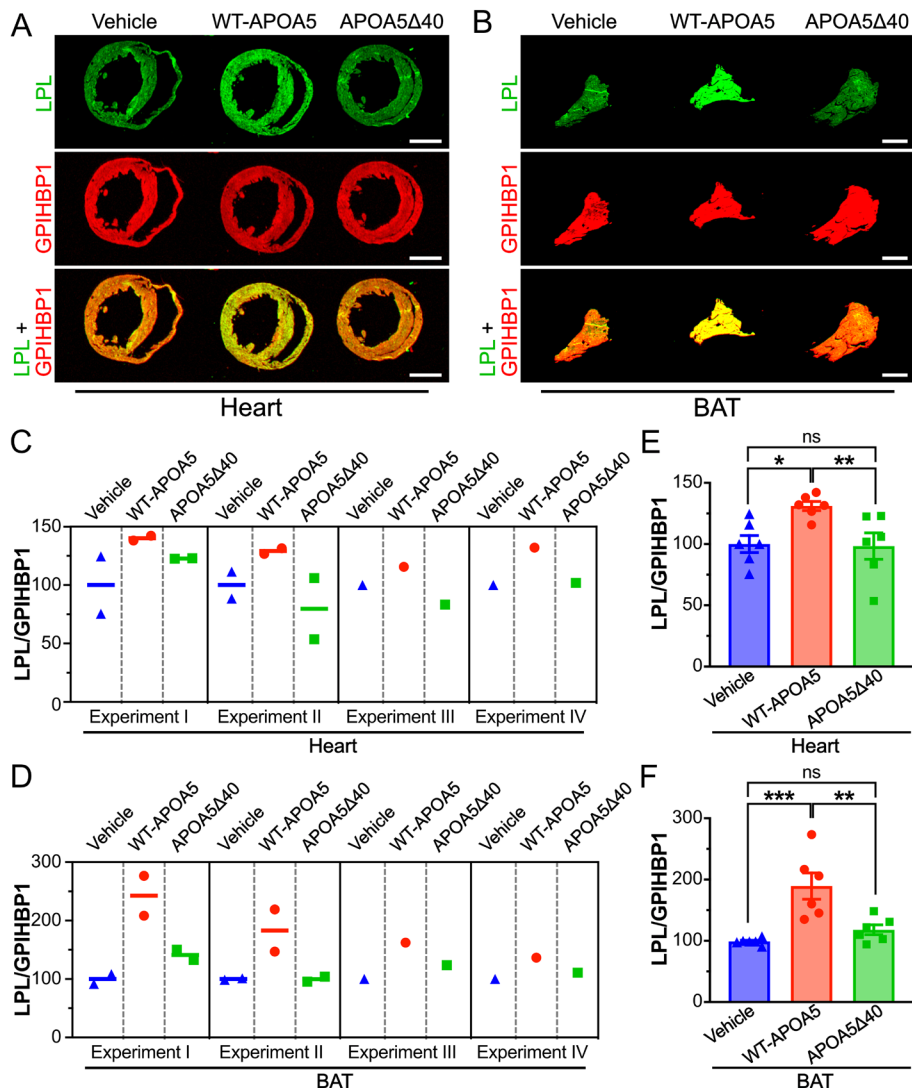 A
Vehicle WT-APOA5 APOA5Δ40
LPL
GPIHBP1
LPL +
GPIHBP1
Heart
B
Vehicle WT-APOA5 APOA5Δ40
LPL
GPIHBP1
LPL +
GPIHBP1
BAT
C
Vehicle WT-APOA5 APOA5Δ40 Vehicle WT-APOA5 APOA5Δ40 Vehicle WT-APOA5 APOA5Δ40 Vehicle WT-APOA5 APOA5Δ40
LPL/GPIHBP1
150
100
50
0
Experiment I Experiment II Experiment III Experiment IV
Heart
D
Vehicle WT-APOA5 APOA5Δ40 Vehicle WT-APOA5 APOA5Δ40 Vehicle WT-APOA5 APOA5Δ40 Vehicle WT-APOA5 APOA5Δ40
LPL/GPIHBP1
300
200
100
0
Experiment I Experiment II Experiment III Experiment IV
BAT
E
ns
* **
LPL/GPIHBP1
150
100
50
0
Vehicle WT-APOA5 APOA5Δ40
Heart
F
ns
*** **
LPL/GPIHBP1
300
200
100
0
Vehicle WT-APOA5 APOA5Δ40
BAT